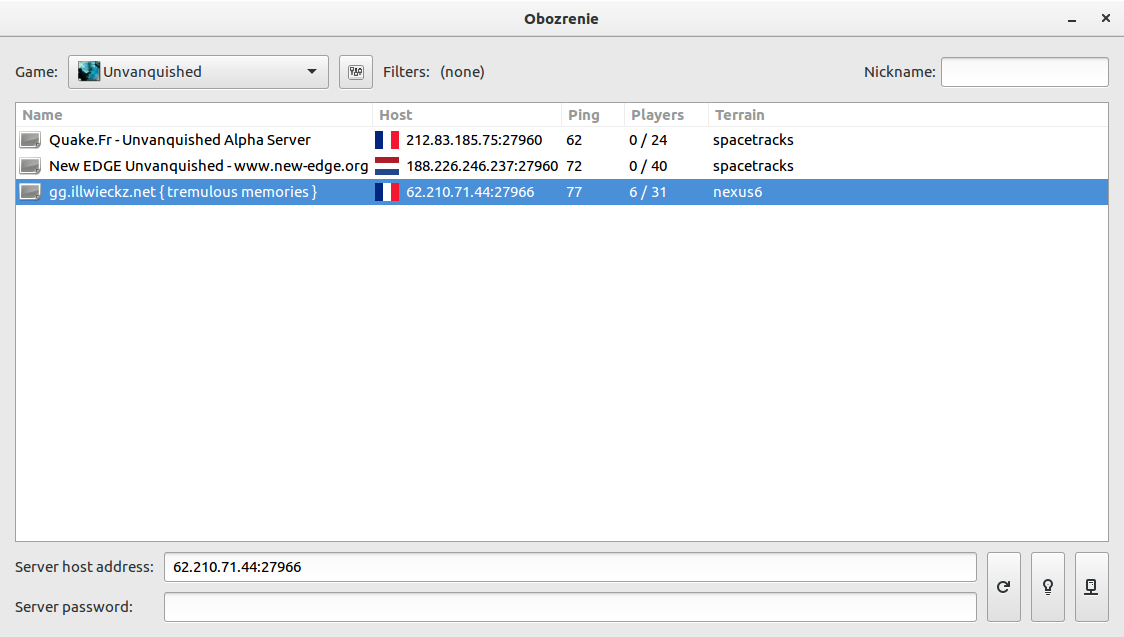 Obozrenie
Game: Unvanquished Filters: (none) Nickname:
Name Host Ping Players Terrain
Quake.Fr - Unvanquished Alpha Server 212.83.185.75:27960 62 0 / 24 spacetracks
New EDGE Unvanquished - www.new-edge.org 188.226.246.237:27960 72 0 / 40 spacetracks
gg.illwieckz.net { tremulous memories } 62.210.71.44:27966 77 6 / 31 nexus6
Server host address: 62.210.71.44:27966
Server password: